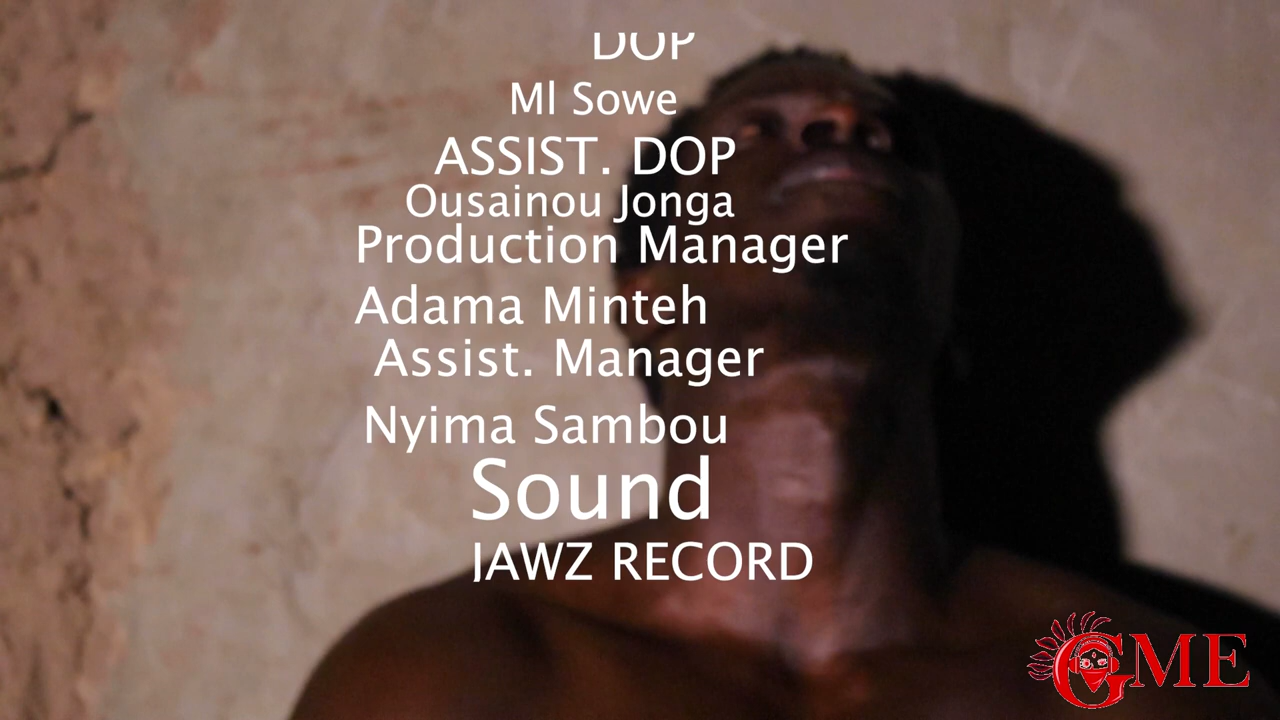 DOP
Ml Sowe
ASSIST. DOP
Ousainou Jonga
Production Manager
Adama Minteh
Assist. Manager
Nyima Sambou
Sound
JAWZ RECORD
GME